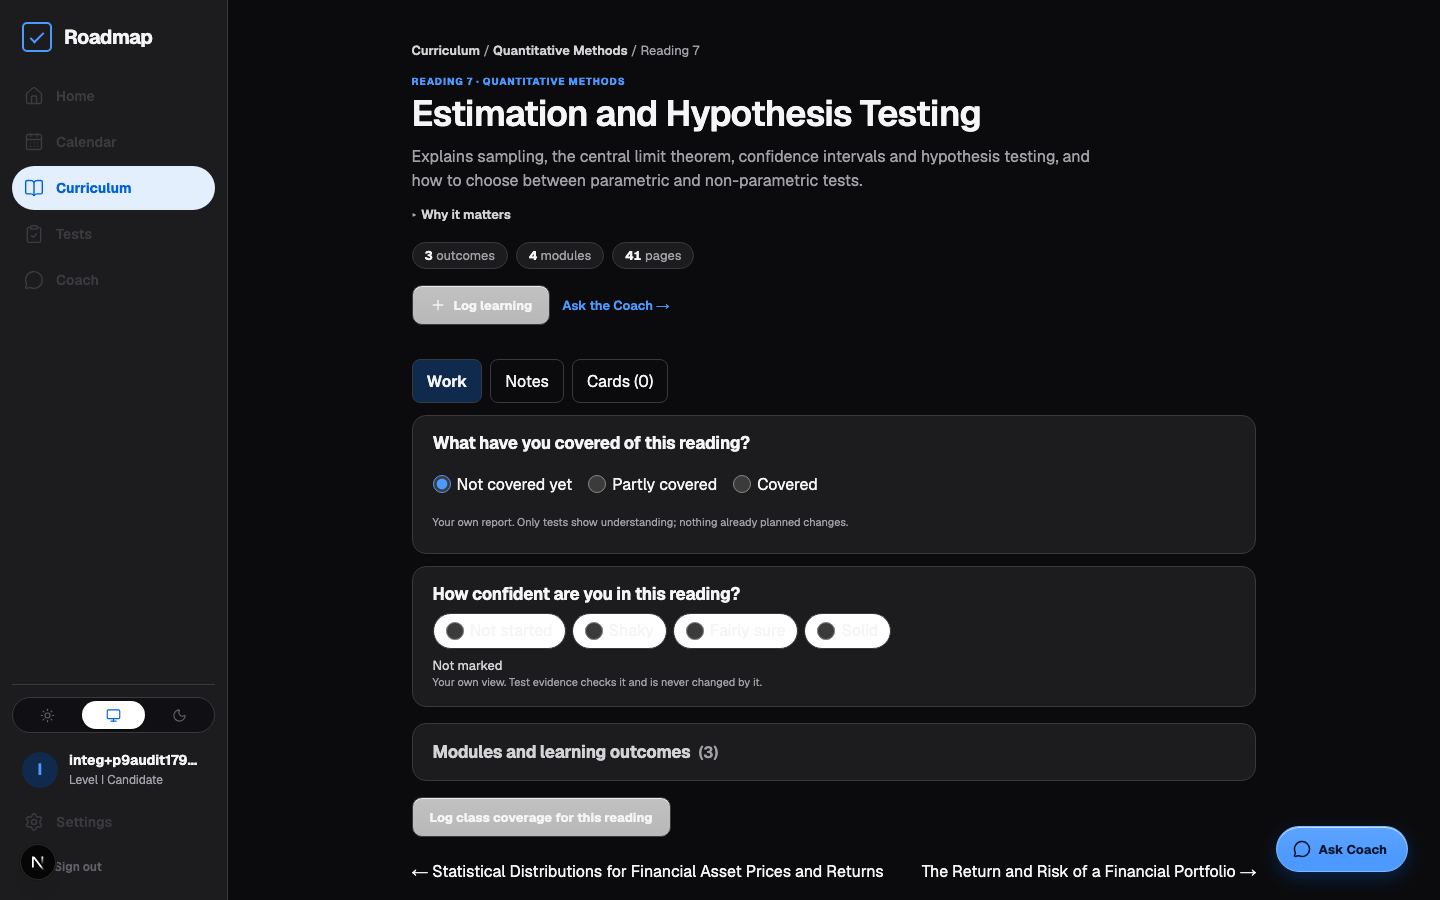 Roadmap
Home
Calendar
Curriculum
Tests
Coach
integ+p9audit179...
Level I Candidate
Settings
N
Sign out
Curriculum / Quantitative Methods / Reading 7
READING 7 · QUANTITATIVE METHODS
Estimation and Hypothesis Testing
Explains sampling, the central limit theorem, confidence intervals and hypothesis testing, and
how to choose between parametric and non-parametric tests.
Why it matters
3 outcomes 4 modules 41 pages
+ Log learning Ask the Coach →
Work Notes Cards (0)
What have you covered of this reading?
Not covered yet Partly covered Covered
Your own report. Only tests show understanding; nothing already planned changes.
How confident are you in this reading?
Not started Shaky Fairly sure Solid
Not marked
Your own view. Test evidence checks it and is never changed by it.
Modules and learning outcomes (3)
Log class coverage for this reading
← Statistical Distributions for Financial Asset Prices and Returns The Return and Risk of a Financial Portfolio →
Ask Coach
I